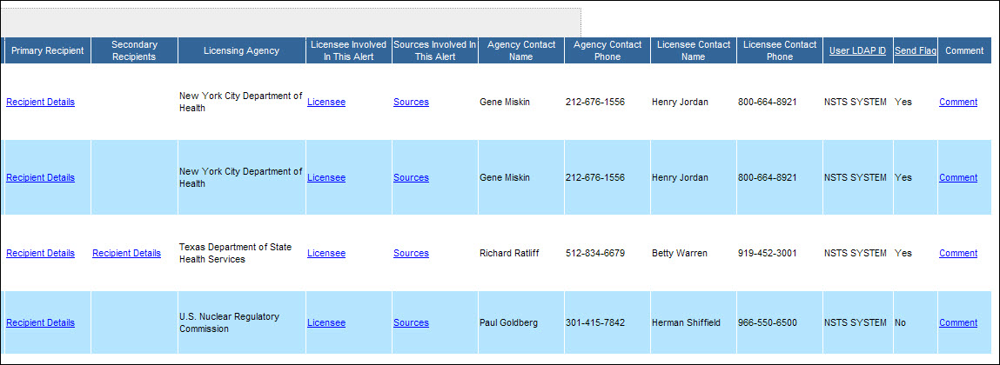 Primary Recipient
Secondary
Recipients
Licensing Agency
Licensee Involved
In This Alert
Sources Involved In
This Alert
Agency Contact
Name
Agency Contact
Phone
Licensee Contact
Name
Licensee Contact
Phone
User LDAP ID
Send Flag
Comment
Recipient Details
New York City Department of
Health
Licensee
Sources
Gene Miskin
212-676-1556
Henry Jordan
800-664-8921
NSTS SYSTEM
Yes
Comment
Recipient Details
New York City Department of
Health
Licensee
Sources
Gene Miskin
212-676-1556
Henry Jordan
800-664-8921
NSTS SYSTEM
Yes
Comment
Recipient Details
Recipient Details
Texas Department of State
Health Services
Licensee
Sources
Richard Ratliff
512-834-6679
Betty Warren
919-452-3001
NSTS SYSTEM
Yes
Comment
Recipient Details
U.S. Nuclear Regulatory
Commission
Licensee
Sources
Paul Goldberg
301-415-7842
Herman Shiffield
966-550-6500
NSTS SYSTEM
No
Comment